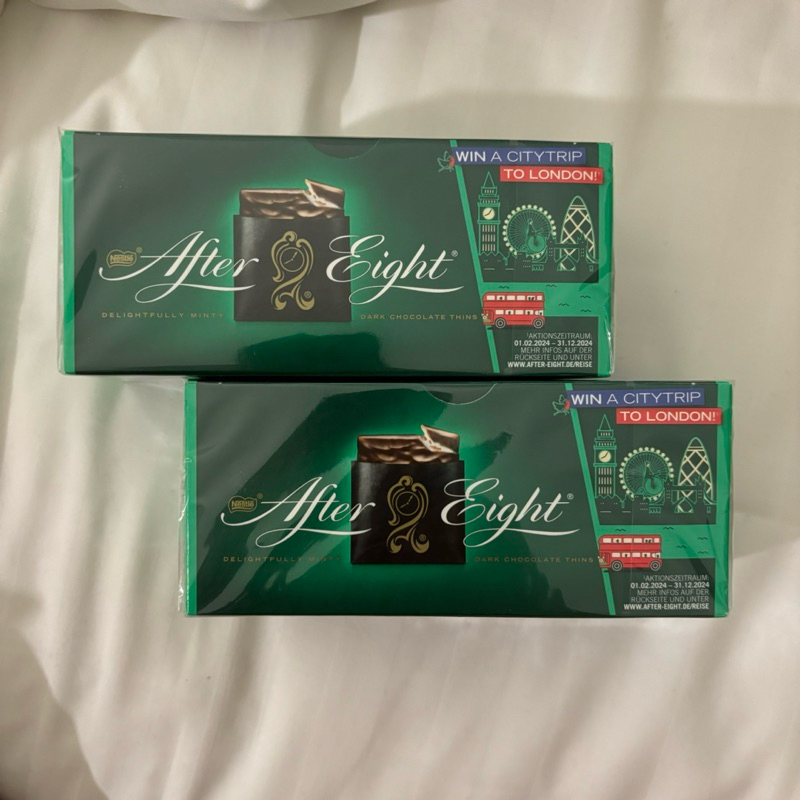 WIN A CITYTRIP
TO LONDON!
Nestlé
After Eight®
DELIGHTFULLY MINTY DARK CHOCOLATE THINS
¹AKTIONSZEITRAUM:
01.02.2024 – 31.12.2024
MEHR INFOS AUF DER
RÜCKSEITE UND UNTER
WWW.AFTER-EIGHT.DE/REISE
WIN A CITYTRIP
TO LONDON!
Nestlé
After Eight®
DELIGHTFULLY MINTY DARK CHOCOLATE THINS
¹AKTIONSZEITRAUM:
01.02.2024 – 31.12.2024
MEHR INFOS AUF DER
RÜCKSEITE UND UNTER
WWW.AFTER-EIGHT.DE/REISE